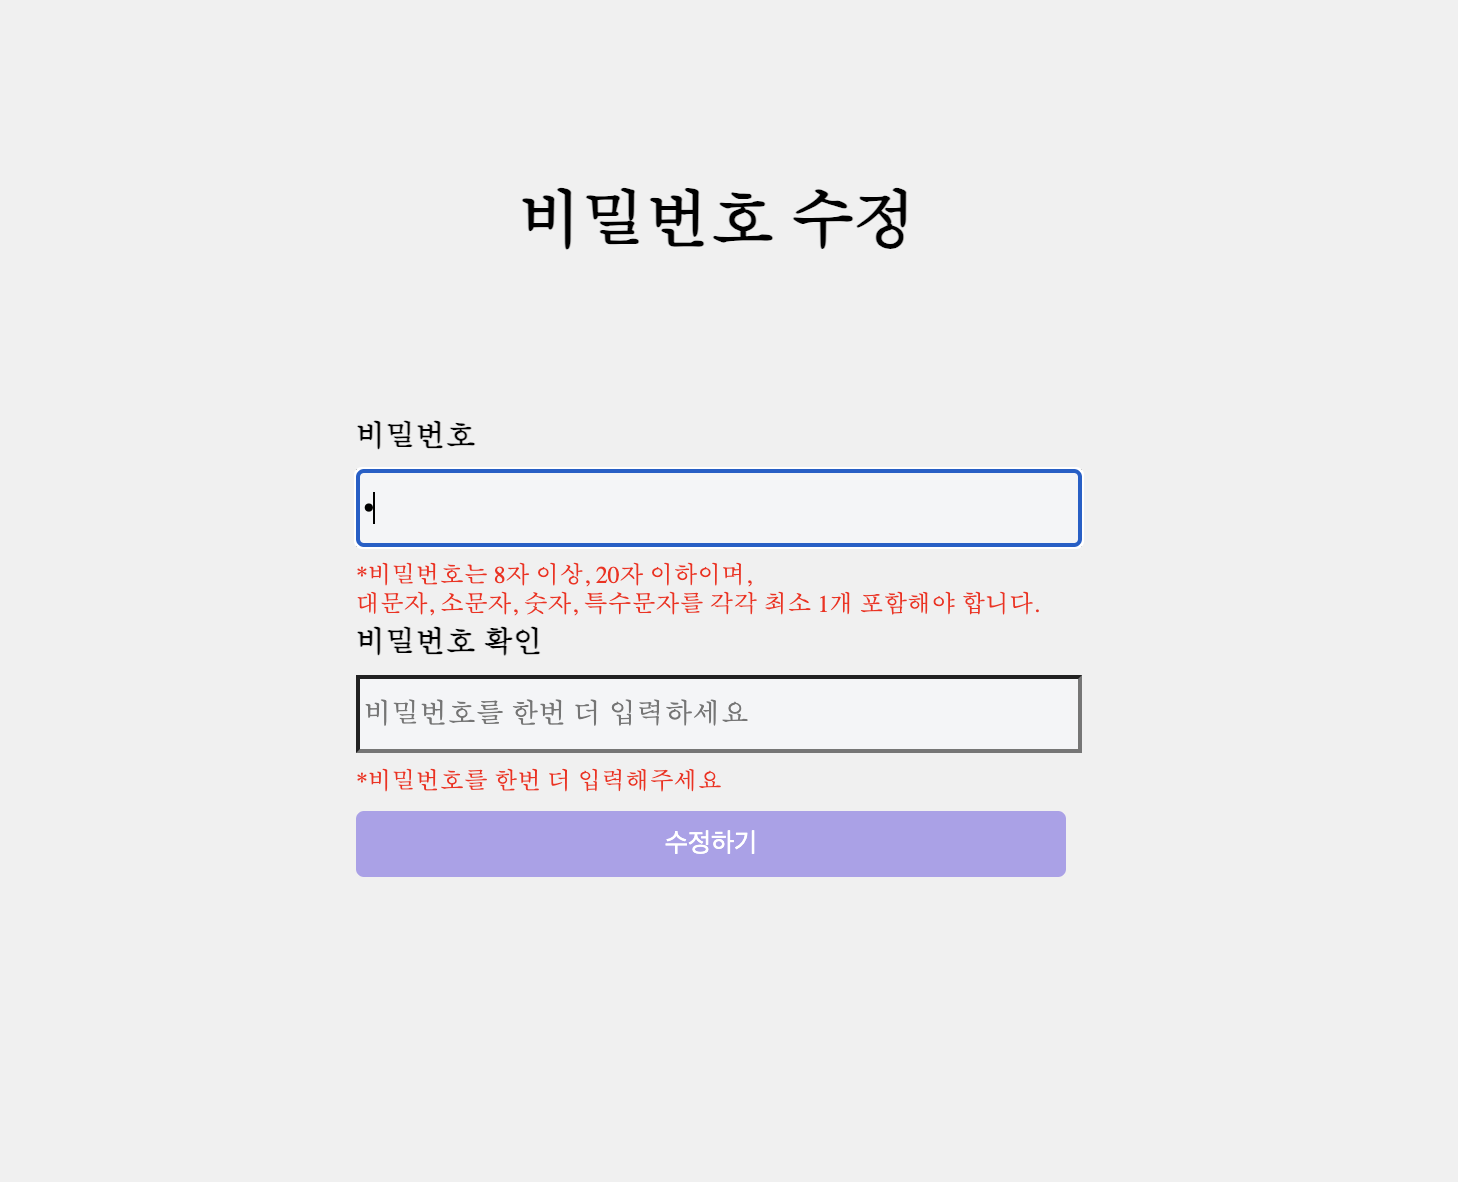 비밀번호 수정
비밀번호
•
*비밀번호는 8자 이상, 20자 이하이며,
대문자, 소문자, 숫자, 특수문자를 각각 최소 1개 포함해야 합니다.
비밀번호 확인
비밀번호를 한번 더 입력하세요
*비밀번호를 한번 더 입력해주세요
수정하기